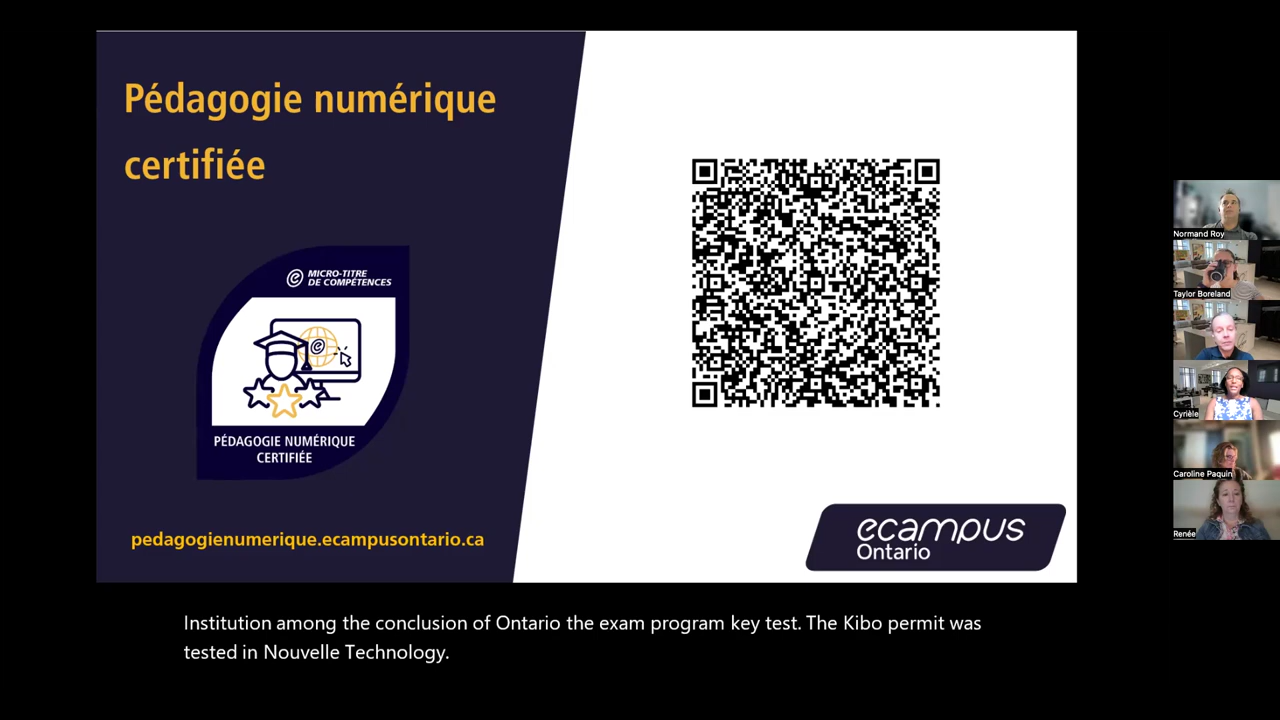 Pédagogie numérique
certifiée
MICRO-TITRE
DE COMPÉTENCES
PÉDAGOGIE NUMÉRIQUE
CERTIFIÉE
pedagogienumerique.ecampusontario.ca
ecampus
Ontario
Normand Roy
Taylor Boreland
Cyrièle
Caroline Paquin
Renée
Institution among the conclusion of Ontario the exam program key test. The Kibo permit was
tested in Nouvelle Technology.